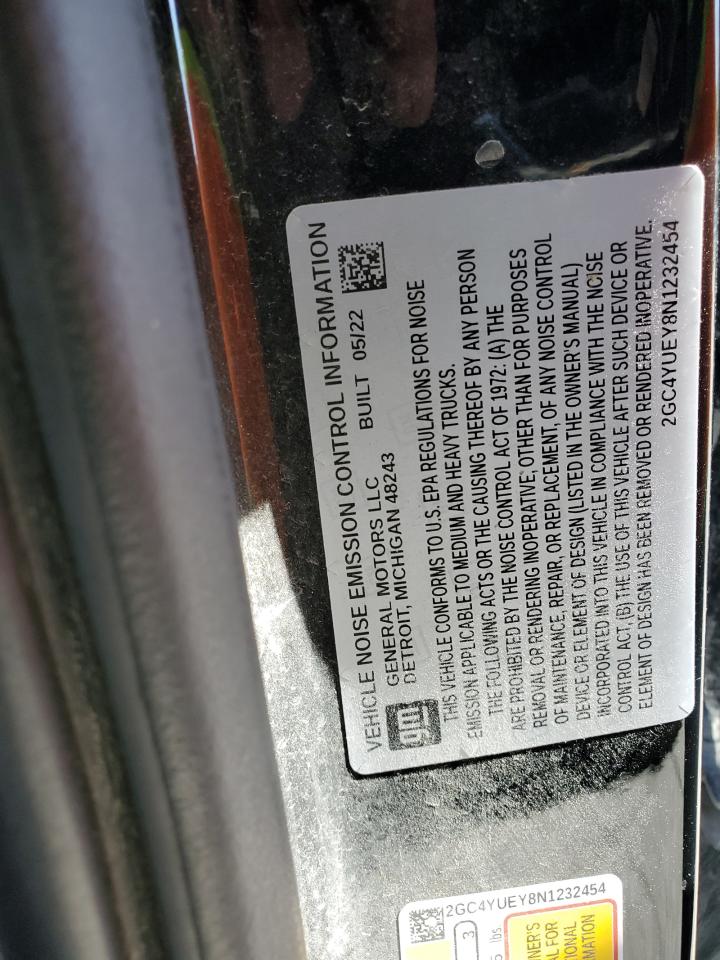 VEHICLE NOISE EMISSION CONTROL INFORMATION
gm
GENERAL MOTORS LLC BUILT 05/22
DETROIT, MICHIGAN 48243
THIS VEHICLE CONFORMS TO U.S. EPA REGULATIONS FOR NOISE
EMISSION APPLICABLE TO MEDIUM AND HEAVY TRUCKS.
THE FOLLOWING ACTS OR THE CAUSING THEREOF BY ANY PERSON
ARE PROHIBITED BY THE NOISE CONTROL ACT OF 1972: (A) THE
REMOVAL OR RENDERING INOPERATIVE, OTHER THAN FOR PURPOSES
OF MAINTENANCE, REPAIR, OR REPLACEMENT, OF ANY NOISE CONTROL
DEVICE OR ELEMENT OF DESIGN (LISTED IN THE OWNER'S MANUAL)
INCORPORATED INTO THIS VEHICLE IN COMPLIANCE WITH THE NOISE
CONTROL ACT, (B) THE USE OF THIS VEHICLE AFTER SUCH DEVICE OR
ELEMENT OF DESIGN HAS BEEN REMOVED OR RENDERED INOPERATIVE.
2GC4YUEY8N1232454
2GC4YUEY8N1232454
3
lbs